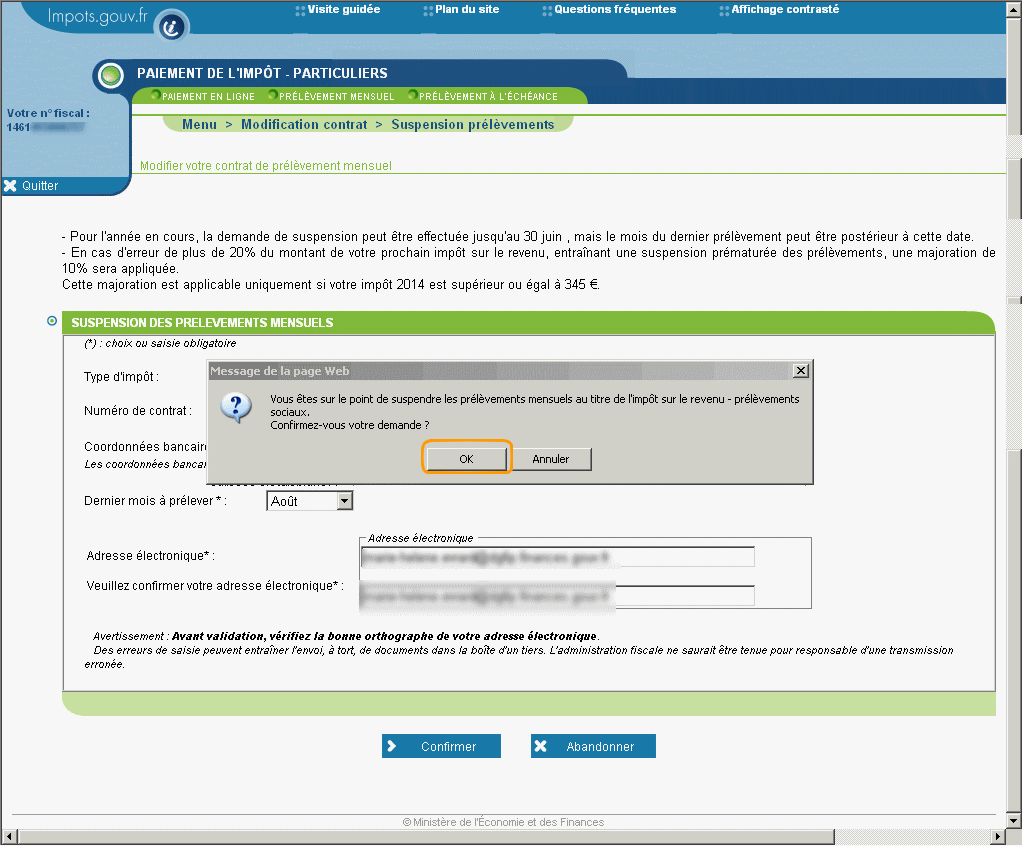 Impots.gouv.fr
Visite guidée
Plan du site
Questions fréquentes
Affichage contrasté
PAIEMENT DE L'IMPÔT - PARTICULIERS
PAIEMENT EN LIGNE
PRÉLÈVEMENT MENSUEL
PRÉLÈVEMENT À L'ÉCHÉANCE
Votre n° fiscal :
1461
Menu > Modification contrat > Suspension prélèvements
Modifier votre contrat de prélèvement mensuel
Quitter
- Pour l'année en cours, la demande de suspension peut être effectuée jusqu'au 30 juin , mais le mois du dernier prélèvement peut être postérieur à cette date.
- En cas d'erreur de plus de 20% du montant de votre prochain impôt sur le revenu, entraînant une suspension prématurée des prélèvements, une majoration de
10% sera appliquée.
Cette majoration est applicable uniquement si votre impôt 2014 est supérieur ou égal à 345 €.
SUSPENSION DES PRELEVEMENTS MENSUELS
(*) : choix ou saisie obligatoire
Type d'impôt :
Message de la page Web
Vous êtes sur le point de suspendre les prélèvements mensuels au titre de l'impôt sur le revenu - prélèvements
sociaux.
Confirmez-vous votre demande ?
OK
Annuler
Numéro de contrat :
Coordonnées bancair
Les coordonnées bancai
Dernier mois à prélever * :
Août
Adresse électronique
Adresse électronique* :
Veuillez confirmer votre adresse électronique* :
Avertissement : Avant validation, vérifiez la bonne orthographe de votre adresse électronique.
Des erreurs de saisie peuvent entraîner l'envoi, à tort, de documents dans la boîte d'un tiers. L'administration fiscale ne saurait être tenue pour responsable d'une transmission
erronée.
Confirmer
Abandonner
© Ministère de l'Économie et des Finances